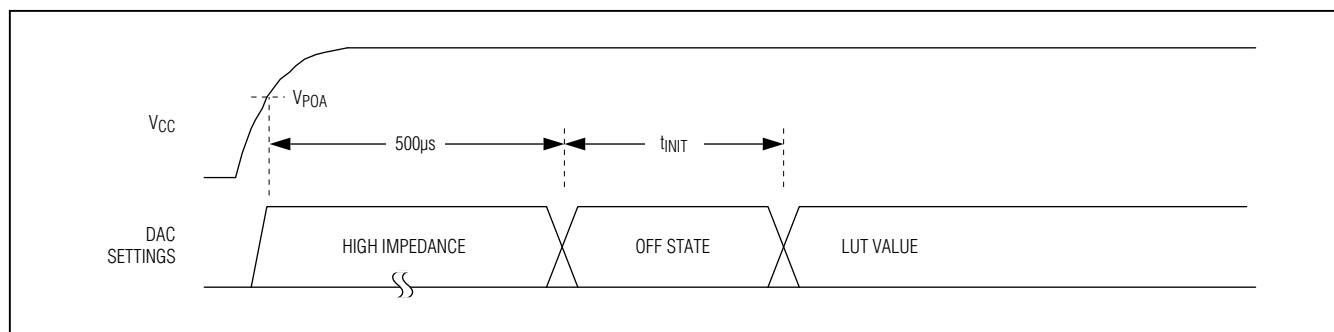 VPOA
VCC
500µs
tINIT
DAC
SETTINGS
HIGH IMPEDANCE
OFF STATE
LUT VALUE